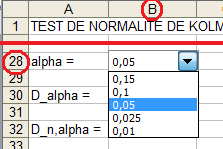 A B
1 TEST DE NORMALITÉ DE KOLM
28 alpha = 0,05
29 0,15
30 D_alpha = 0,1
0,05
31 0,025
32 D_n,alpha = 0,01
33